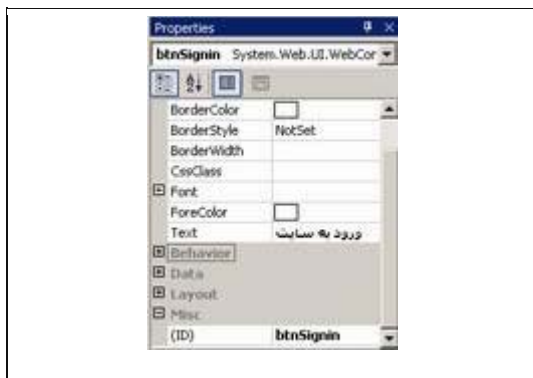 Properties
btnSignin System.Web.UI.WebCor
BorderColor
BorderStyle NotSet
BorderWidth
CssClass
Font
ForeColor
Text ورود به سایت
Behavior
Data
Layout
Misc
(ID) btnSignin